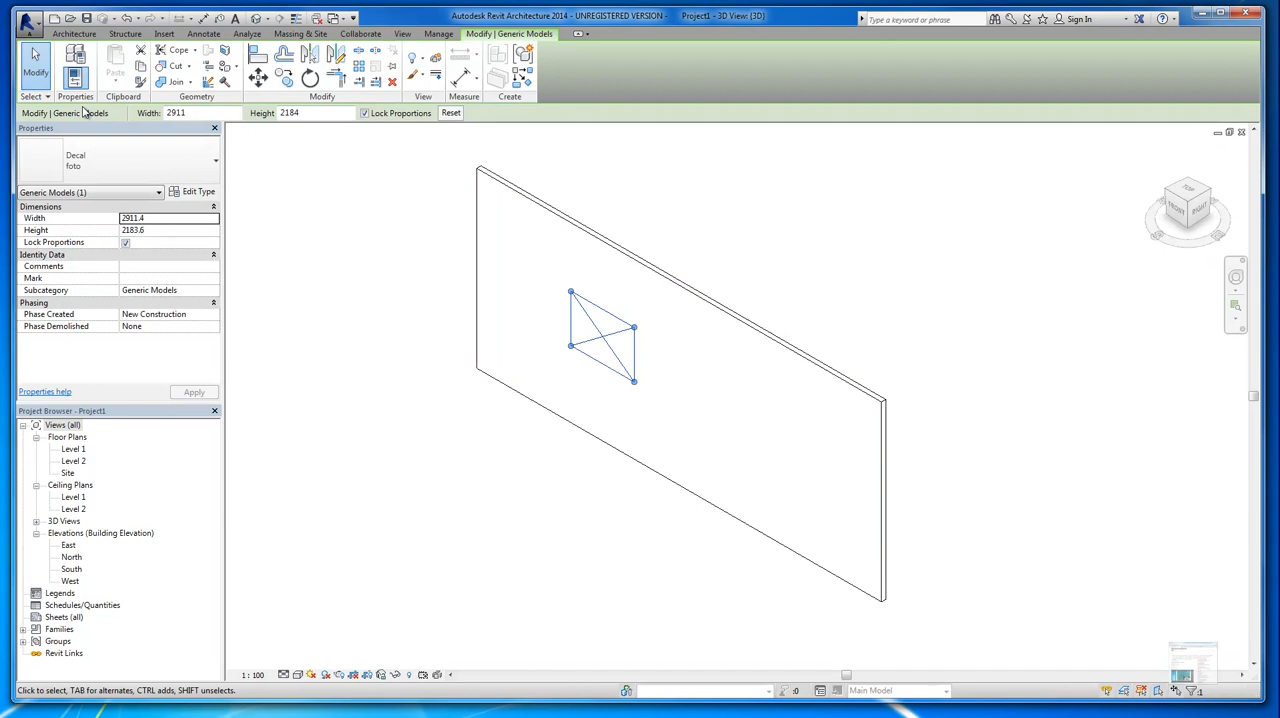 Autodesk Revit Architecture 2014 - UNREGISTERED VERSION - Project1 - 3D View: {3D}
Type a keyword or phrase
Sign In
Architecture Structure Insert Annotate Analyze Massing & Site Collaborate View Manage Modify | Generic Models
Modify
Paste
Cope
Cut
Join
Select Properties Clipboard Geometry Modify View Measure Create
Modify | Generic Models Width: 2911 Height 2184 Lock Proportions Reset
Properties
Decal
foto
Generic Models (1) Edit Type
Dimensions
Width 2911.4
Height 2183.6
Lock Proportions
Identity Data
Comments
Mark
Subcategory Generic Models
Phasing
Phase Created New Construction
Phase Demolished None
Properties help Apply
Project Browser - Project1
Views (all)
Floor Plans
Level 1
Level 2
Site
Ceiling Plans
Level 1
Level 2
3D Views
Elevations (Building Elevation)
East
North
South
West
Legends
Schedules/Quantities
Sheets (all)
Families
Groups
Revit Links
TOP
FRONT RIGHT
1 : 100
Click to select, TAB for alternates, CTRL adds, SHIFT unselects.
:0
Main Model
:1